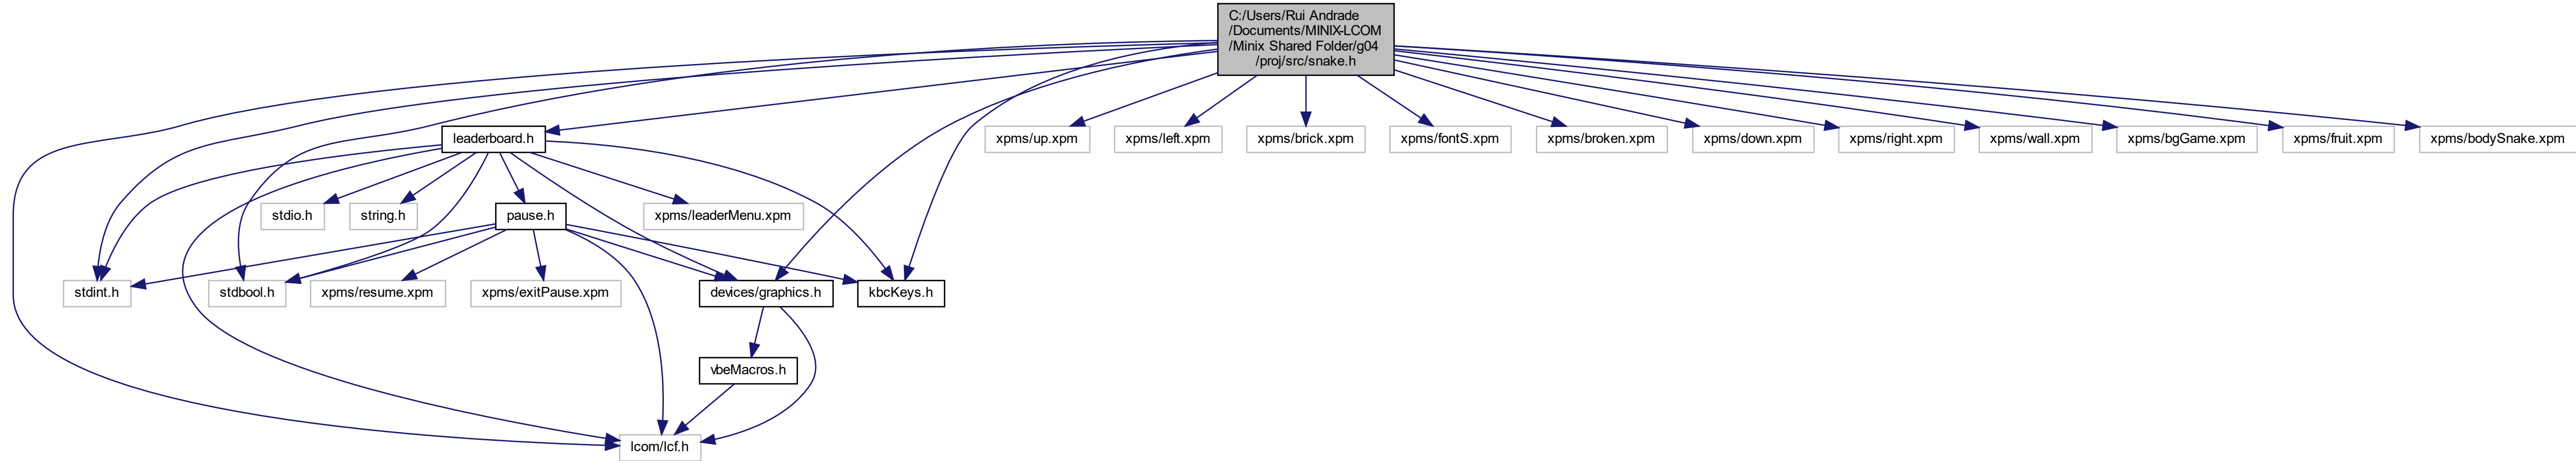 C:/Users/Rui Andrade
/Documents/MINIX-LCOM
/Minix Shared Folder/g04
/proj/src/snake.h
leaderboard.h
xpms/up.xpm
xpms/left.xpm
xpms/brick.xpm
xpms/fontS.xpm
xpms/broken.xpm
xpms/down.xpm
xpms/right.xpm
xpms/wall.xpm
xpms/bgGame.xpm
xpms/fruit.xpm
xpms/bodySnake.xpm
stdio.h
string.h
pause.h
xpms/leaderMenu.xpm
stdint.h
stdbool.h
xpms/resume.xpm
xpms/exitPause.xpm
devices/graphics.h
kbcKeys.h
vbeMacros.h
lcom/lcf.h